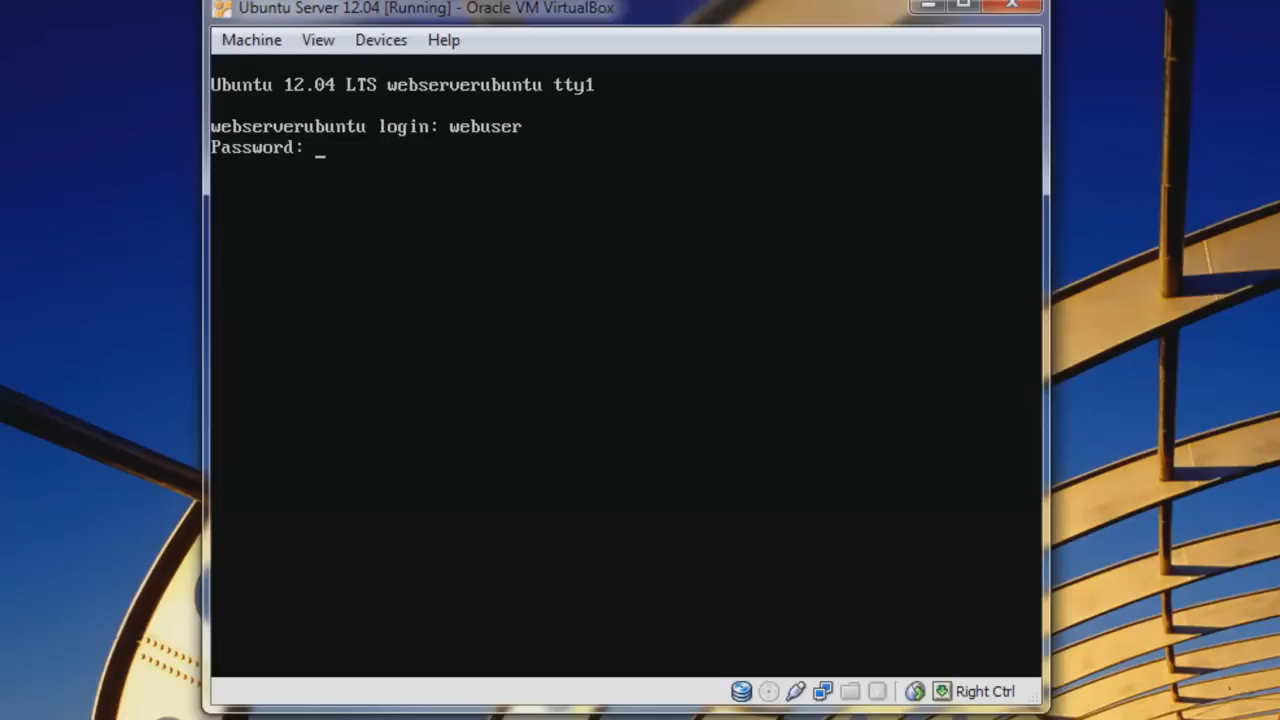 Ubuntu Server 12.04 [Running] - Oracle VM VirtualBox
Machine View Devices Help
Ubuntu 12.04 LTS webserverubuntu tty1
webserverubuntu login: webuser
Password: _
Right Ctrl